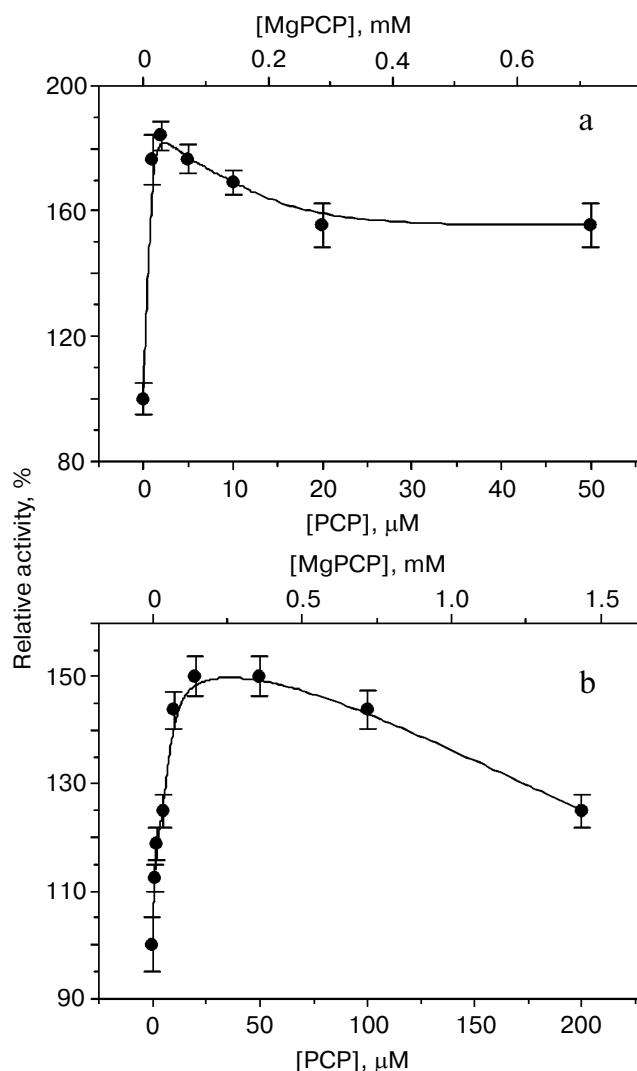 [MgPCP], mM
0 0.2 0.4 0.6
200
a
160
120
80
0 10 20 30 40 50
[PCP], μM
Relative activity, %
[MgPCP], mM
0 0.5 1.0 1.5
150
b
130
110
90
0 50 100 150 200
[PCP], μM